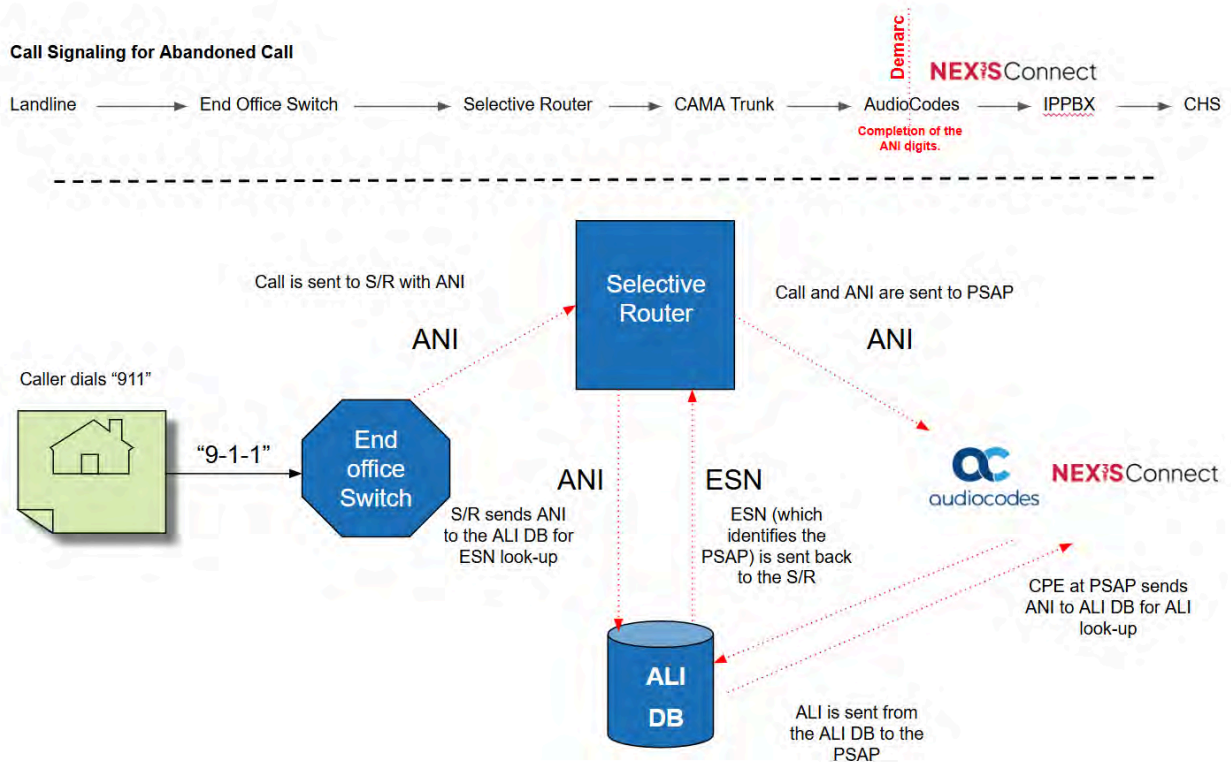 Call Signaling for Abandoned Call
Demarc
NEXiS Connect
Landline
End Office Switch
Selective Router
CAMA Trunk
AudioCodes
IPPBX
CHS
Completion of the
ANI digits.
Call is sent to S/R with ANI
ANI
Selective
Router
Call and ANI are sent to PSAP
ANI
Caller dials “911”
“9-1-1”
End
office
Switch
ANI
S/R sends ANI
to the ALI DB for
ESN look-up
ESN
ESN (which
identifies the
PSAP) is sent back
to the S/R
ac
audiocodes
NEXiS Connect
CPE at PSAP sends
ANI to ALI DB for ALI
look-up
ALI
DB
ALI is sent from
the ALI DB to the
PSAP